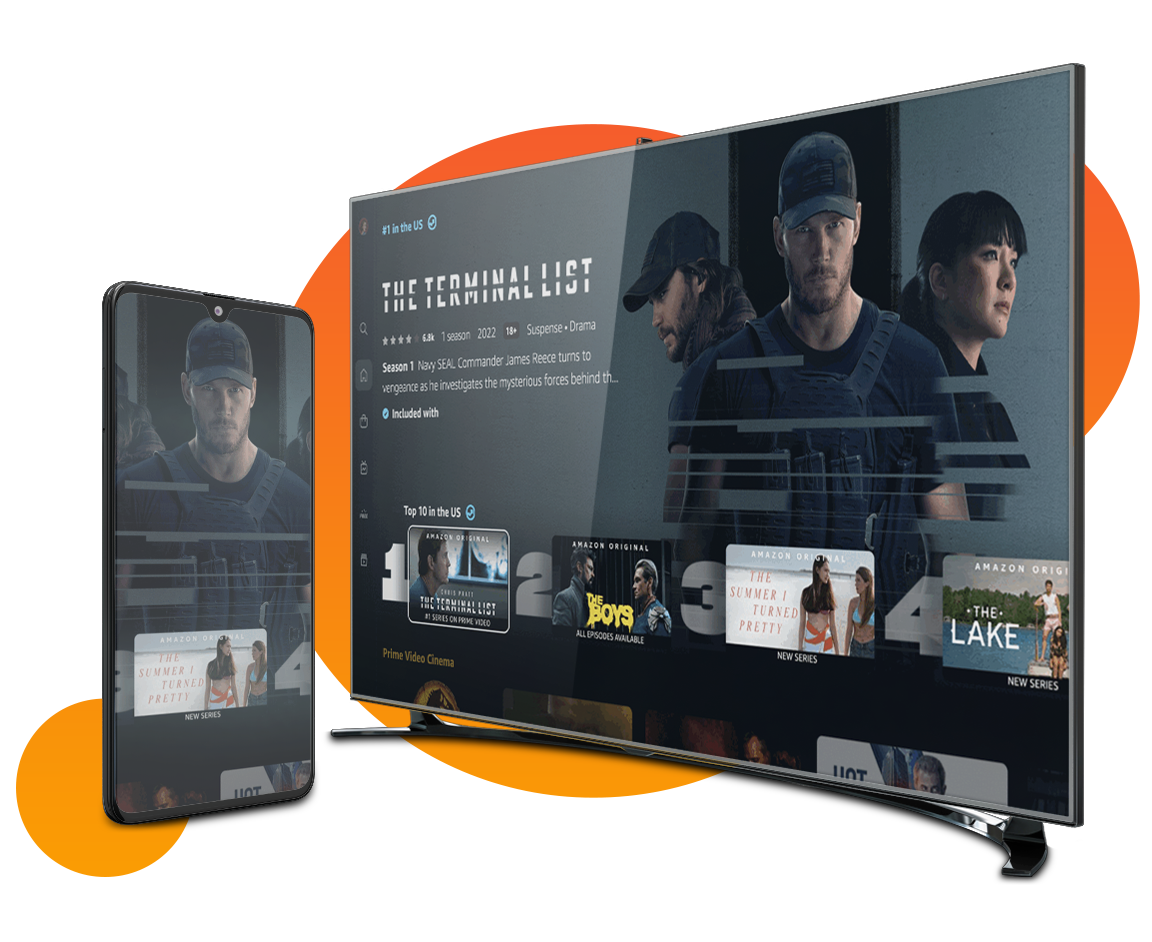 #1 in the US
THE TERMINAL LIST
6.8k 1 season 2022 18+ Suspense • Drama
Season 1 Navy SEAL Commander James Reece turns to
vengeance as he investigates the mysterious forces behind th...
Included with
Top 10 in the US
1
AMAZON ORIGINAL
CHRIS PRATT
THE TERMINAL LIST
#1 SERIES ON PRIME VIDEO
2
AMAZON ORIGINAL
THE
BOYS
ALL EPISODES AVAILABLE
3
AMAZON ORIGINAL
THE
SUMMER I
TURNED
PRETTY
NEW SERIES
4
AMAZON ORIGI
• THE •
LAKE
NEW SERIES
Prime Video Cinema
HOT
AMAZON ORIGINAL
THE
SUMMER I
TURNED
PRETTY
NEW SERIES
4
HOT